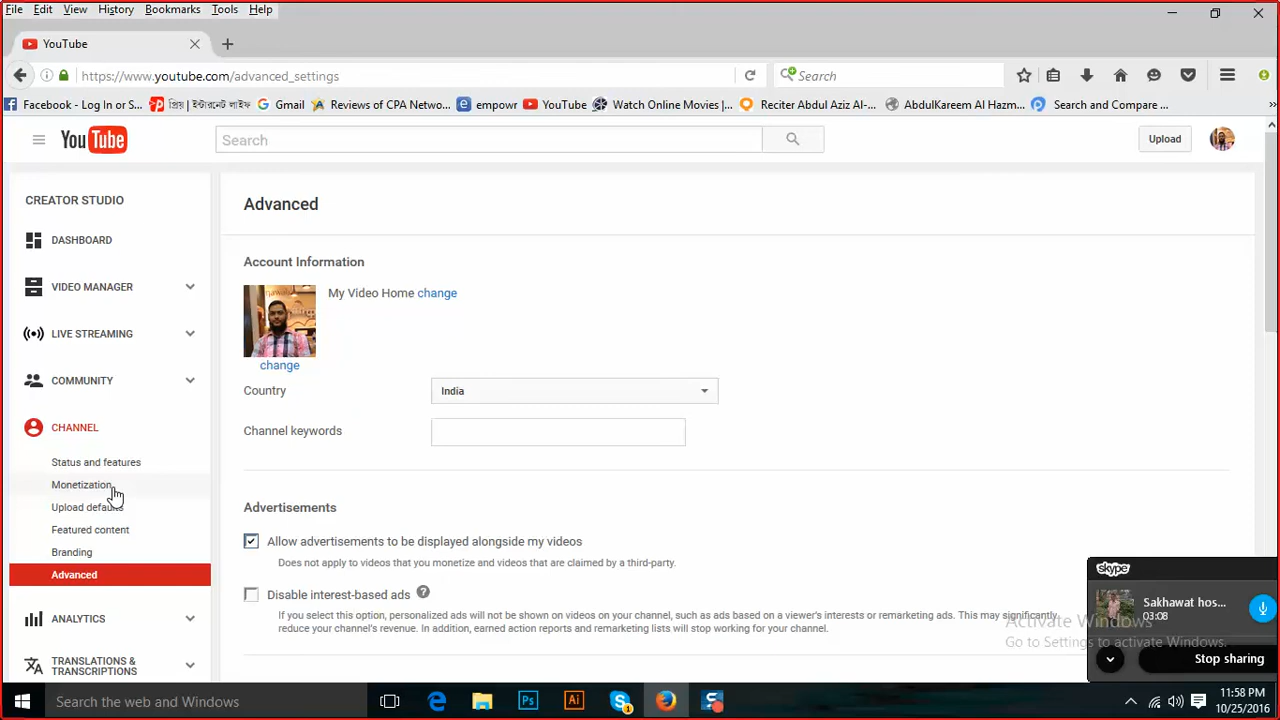 File Edit View History Bookmarks Tools Help
YouTube
https://www.youtube.com/advanced_settings
Search
Facebook - Log In or S...
প্রিয় | ইন্টারনেট লাইফ
Gmail
Reviews of CPA Netwo...
empowr
YouTube
Watch Online Movies |...
Reciter Abdul Aziz Al-...
AbdulKareem Al Hazm...
Search and Compare ...
YouTube
Search
Upload
CREATOR STUDIO
DASHBOARD
VIDEO MANAGER
LIVE STREAMING
COMMUNITY
CHANNEL
Status and features
Monetization
Upload defaults
Featured content
Branding
Advanced
ANALYTICS
TRANSLATIONS &
TRANSCRIPTIONS
Advanced
Account Information
My Video Home change
change
Country India
Channel keywords
Advertisements
Allow advertisements to be displayed alongside my videos
Does not apply to videos that you monetize and videos that are claimed by a third-party.
Disable interest-based ads ?
If you select this option, personalized ads will not be shown on videos on your channel, such as ads based on a viewer's interests or remarketing ads. This may significantly
reduce your channel's revenue. In addition, earned action reports and remarketing lists will stop working for your channel.
Activate Windows
Go to Settings to activate Windows.
skype
Sakhawat hos...
03:08
Stop sharing
Search the web and Windows
Ps
Ai
1
11:58 PM
10/25/2016